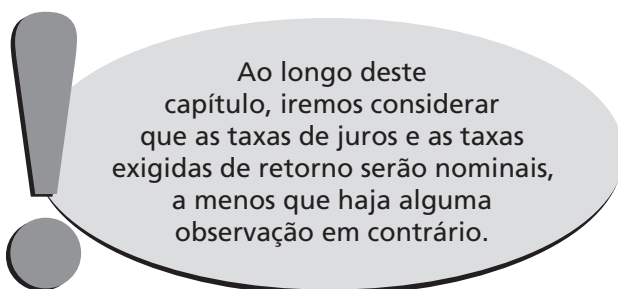 Ao longo deste
capítulo, iremos considerar
que as taxas de juros e as taxas
exigidas de retorno serão nominais,
a menos que haja alguma
observação em contrário.